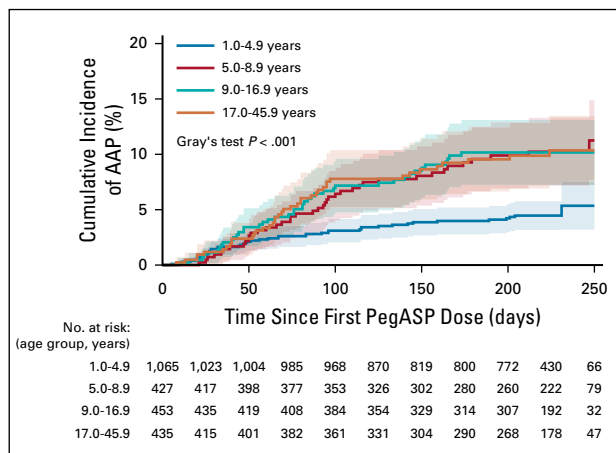 20
15
10
5
0
Cumulative Incidence
of AAP (%)
1.0-4.9 years
5.0-8.9 years
9.0-16.9 years
17.0-45.9 years
Gray's test P < .001
0 50 100 150 200 250
Time Since First PegASP Dose (days)
No. at risk:
(age group, years)
1.0-4.9 1,065 1,023 1,004 985 968 870 819 800 772 430 66
5.0-8.9 427 417 398 377 353 326 302 280 260 222 79
9.0-16.9 453 435 419 408 384 354 329 314 307 192 32
17.0-45.9 435 415 401 382 361 331 304 290 268 178 47